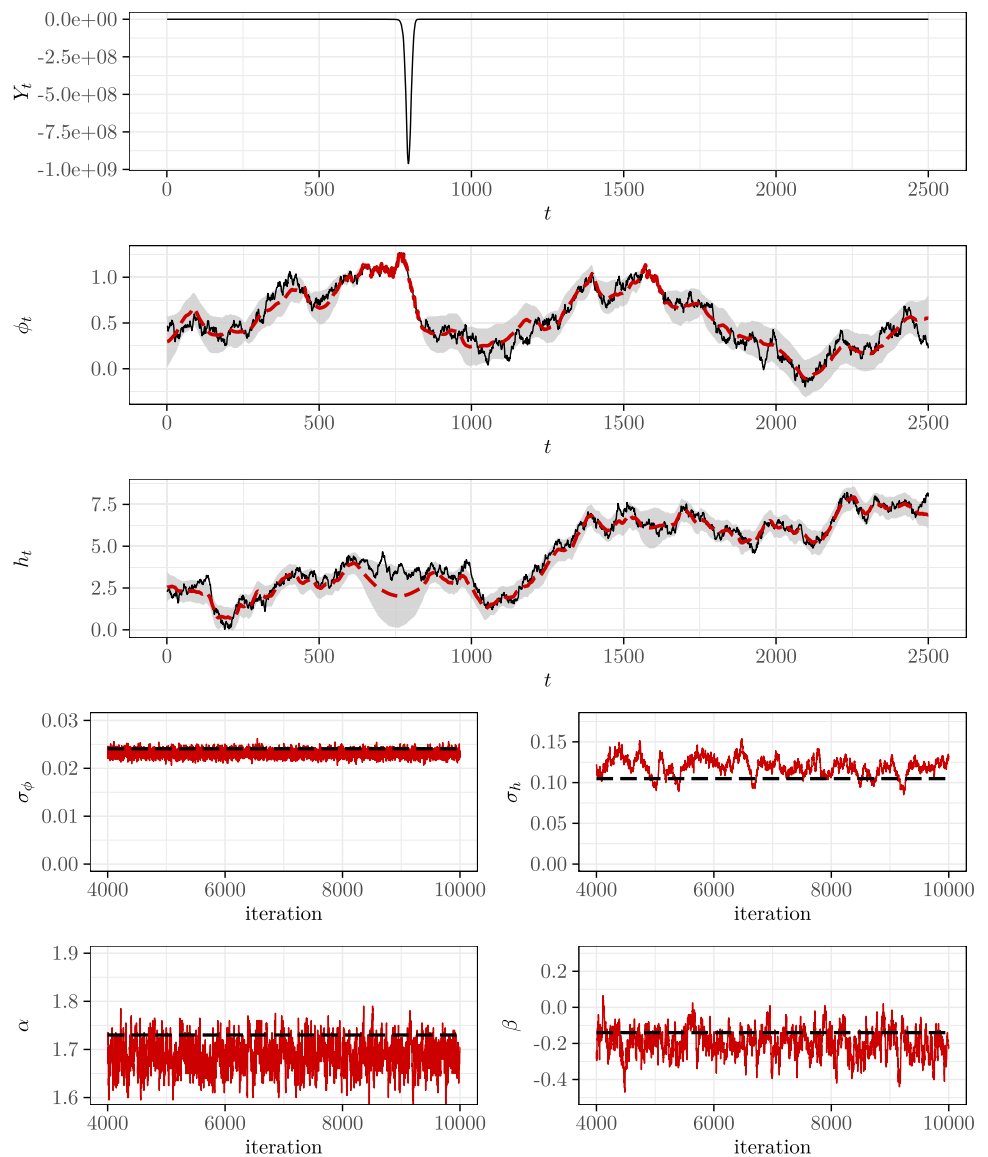 0.0e+00
-2.5e+08
-5.0e+08
-7.5e+08
-1.0e+09
Y_t
0 500 1000 1500 2000 2500
t
1.0
0.5
0.0
ϕ_t
0 500 1000 1500 2000 2500
t
7.5
5.0
2.5
0.0
h_t
0 500 1000 1500 2000 2500
t
0.03
0.02
0.01
0.00
σ_ϕ
4000 6000 8000 10000
iteration
0.15
0.10
0.05
0.00
σ_h
4000 6000 8000 10000
iteration
1.9
1.8
1.7
1.6
α
4000 6000 8000 10000
iteration
0.2
0.0
-0.2
-0.4
β
4000 6000 8000 10000
iteration